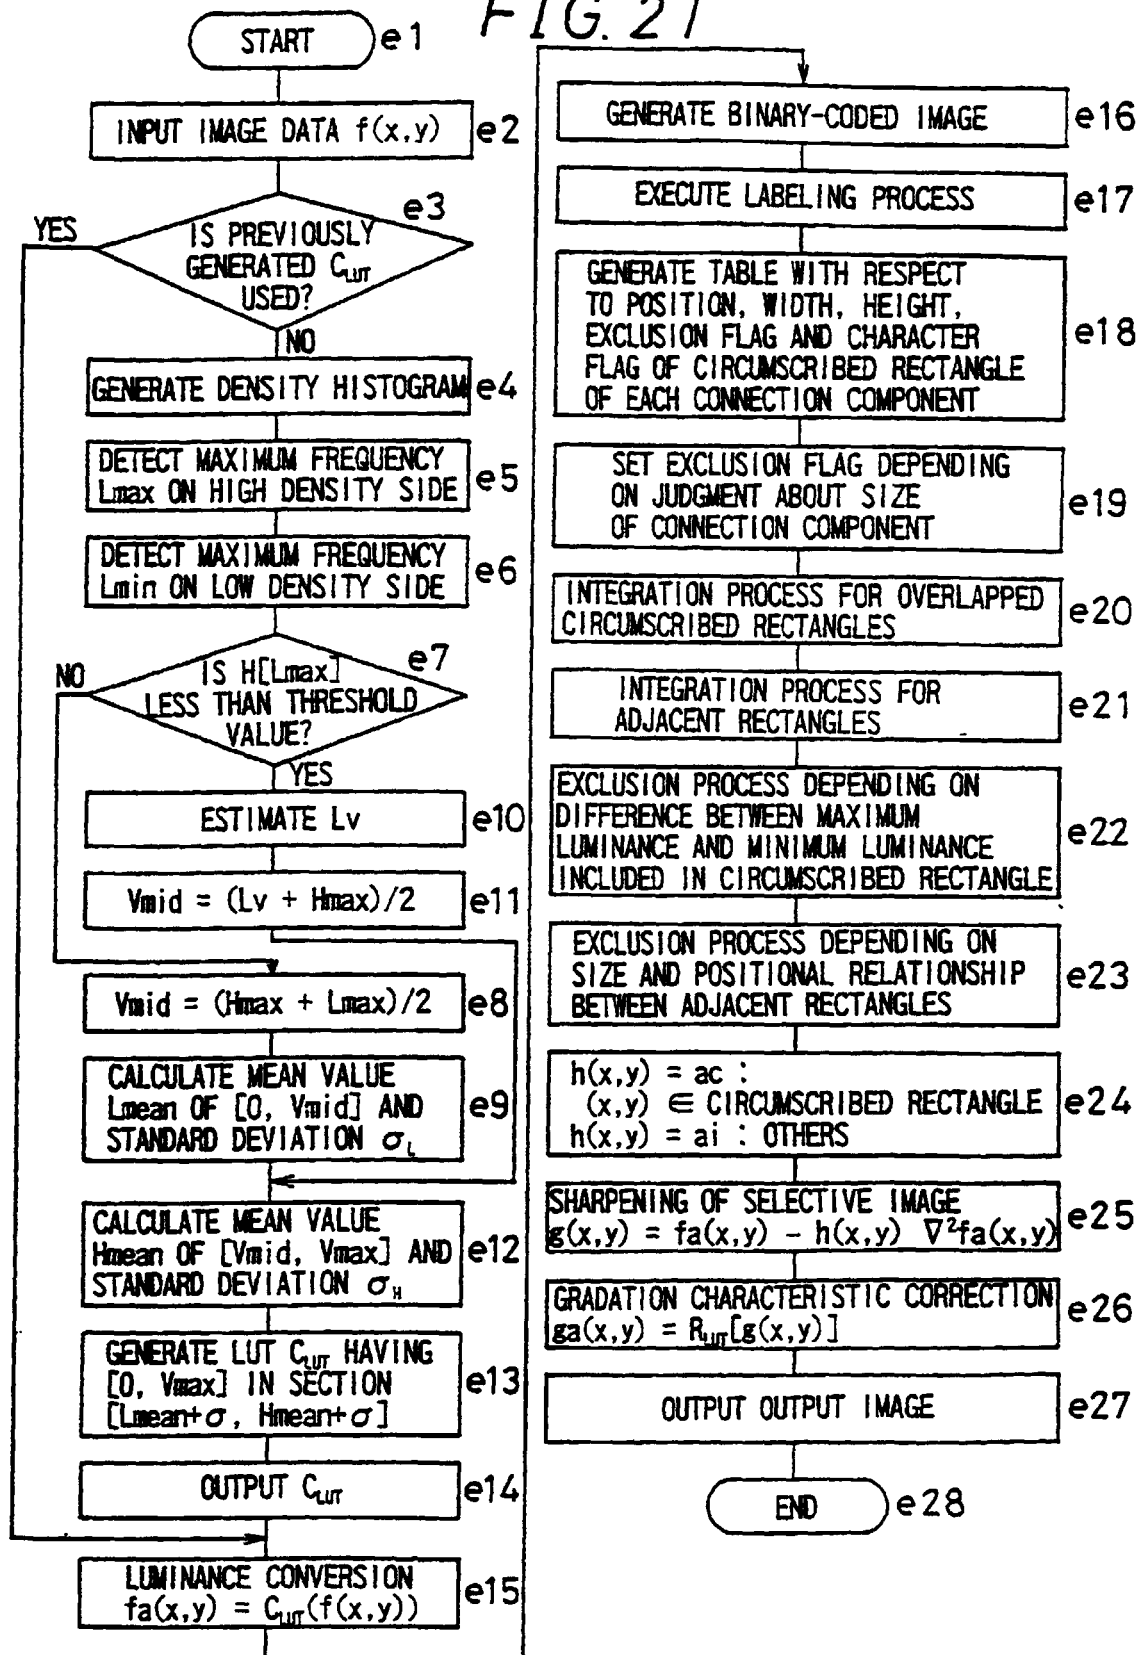 FIG. 21
START e1
INPUT IMAGE DATA f(x,y) e2
e3
YES
IS PREVIOUSLY
GENERATED CLUT
USED?
NO
GENERATE DENSITY HISTOGRAM e4
DETECT MAXIMUM FREQUENCY
Lmax ON HIGH DENSITY SIDE e5
DETECT MAXIMUM FREQUENCY
Lmin ON LOW DENSITY SIDE e6
e7
NO
IS H[Lmax]
LESS THAN THRESHOLD
VALUE?
YES
ESTIMATE Lv e10
Vmid = (Lv + Hmax)/2 e11
Vmid = (Hmax + Lmax)/2 e8
CALCULATE MEAN VALUE
Lmean OF [0, Vmid] AND e9
STANDARD DEVIATION σL
CALCULATE MEAN VALUE
Hmean OF [Vmid, Vmax] AND e12
STANDARD DEVIATION σH
GENERATE LUT CLUT HAVING
[0, Vmax] IN SECTION e13
[Lmean+σ, Hmean+σ]
OUTPUT CLUT e14
LUMINANCE CONVERSION e15
fa(x,y) = CLUT(f(x,y))
GENERATE BINARY-CODED IMAGE e16
EXECUTE LABELING PROCESS e17
GENERATE TABLE WITH RESPECT
TO POSITION, WIDTH, HEIGHT,
EXCLUSION FLAG AND CHARACTER e18
FLAG OF CIRCUMSCRIBED RECTANGLE
OF EACH CONNECTION COMPONENT
SET EXCLUSION FLAG DEPENDING
ON JUDGMENT ABOUT SIZE e19
OF CONNECTION COMPONENT
INTEGRATION PROCESS FOR OVERLAPPED e20
CIRCUMSCRIBED RECTANGLES
INTEGRATION PROCESS FOR e21
ADJACENT RECTANGLES
EXCLUSION PROCESS DEPENDING ON
DIFFERENCE BETWEEN MAXIMUM e22
LUMINANCE AND MINIMUM LUMINANCE
INCLUDED IN CIRCUMSCRIBED RECTANGLE
EXCLUSION PROCESS DEPENDING ON
SIZE AND POSITIONAL RELATIONSHIP e23
BETWEEN ADJACENT RECTANGLES
h(x,y) = ac :
(x,y) ∈ CIRCUMSCRIBED RECTANGLE e24
h(x,y) = ai : OTHERS
SHARPENING OF SELECTIVE IMAGE e25
g(x,y) = fa(x,y) - h(x,y) ∇²fa(x,y)
GRADATION CHARACTERISTIC CORRECTION e26
ga(x,y) = RLUT[g(x,y)]
OUTPUT OUTPUT IMAGE e27
END e28